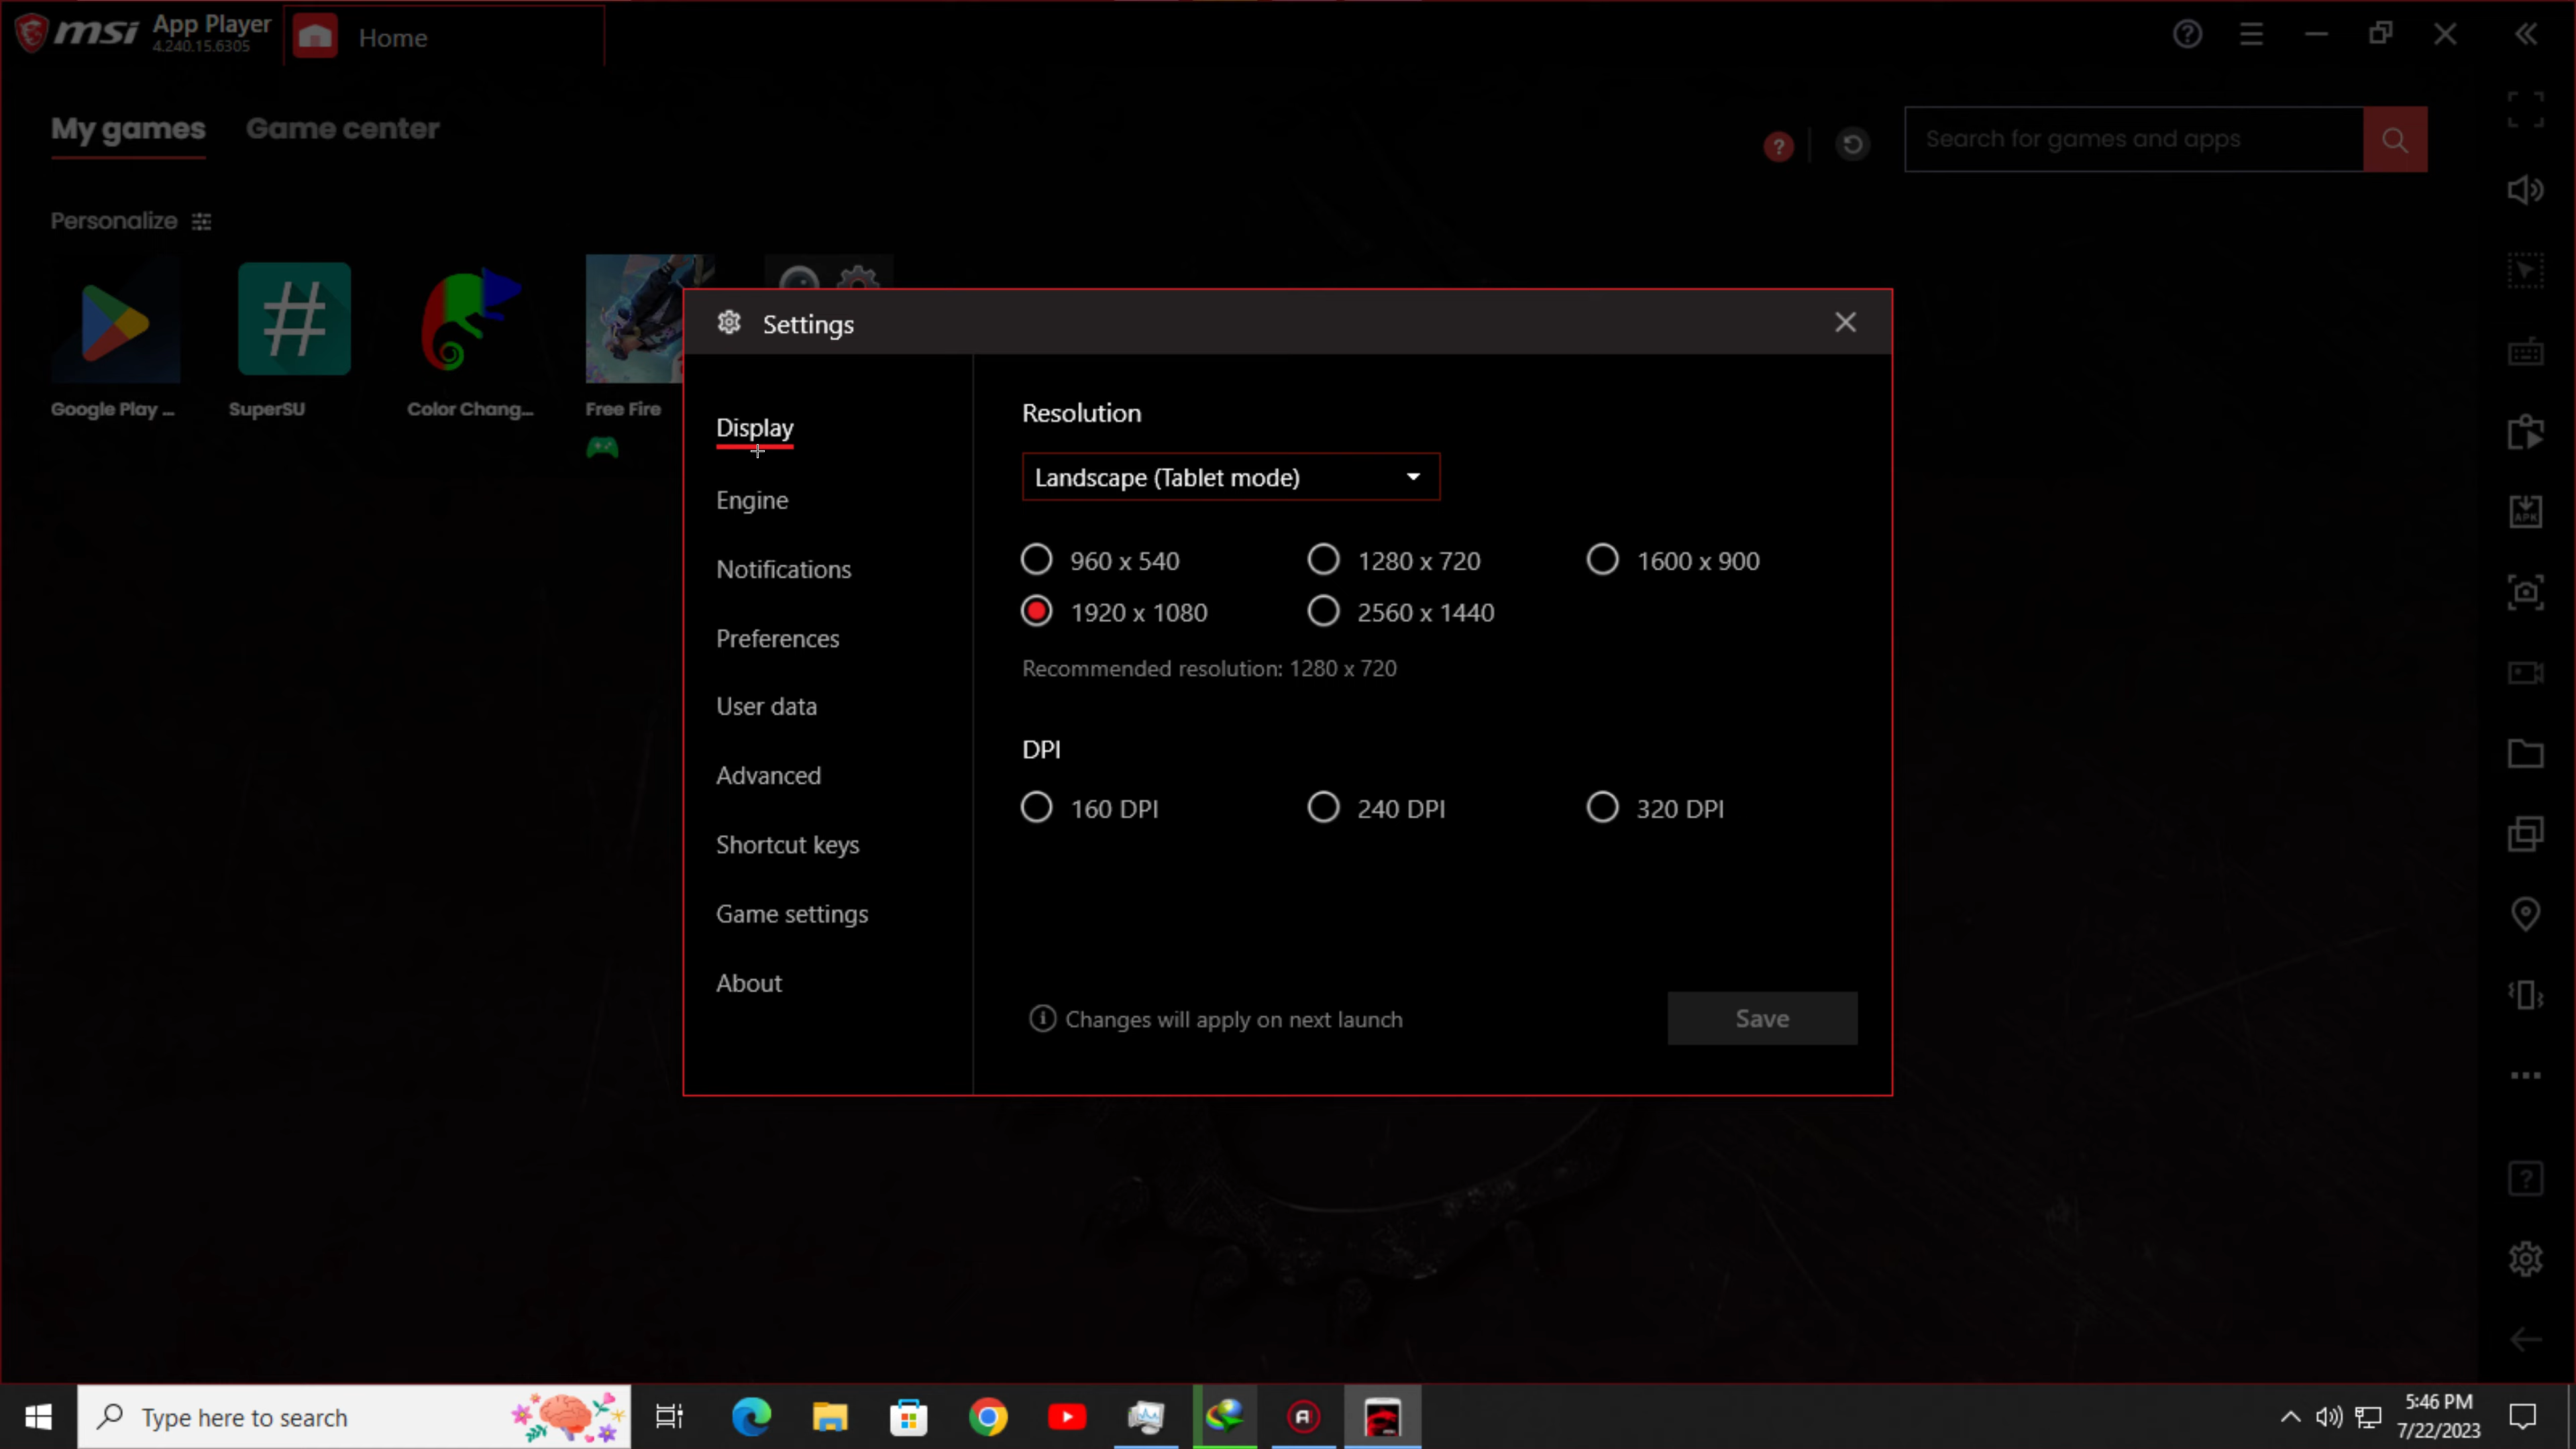 msi App Player
4.240.15.6305
Home
My games
Game center
?
Search for games and apps
Personalize
#
Google Play ...
SuperSU
Color Chang...
Free Fire
Settings
Display
Engine
Notifications
Preferences
User data
Advanced
Shortcut keys
Game settings
About
Resolution
Landscape (Tablet mode)
960 x 540
1280 x 720
1600 x 900
1920 x 1080
2560 x 1440
Recommended resolution: 1280 x 720
DPI
160 DPI
240 DPI
320 DPI
Changes will apply on next launch
Save
APK
Type here to search
5:46 PM
7/22/2023